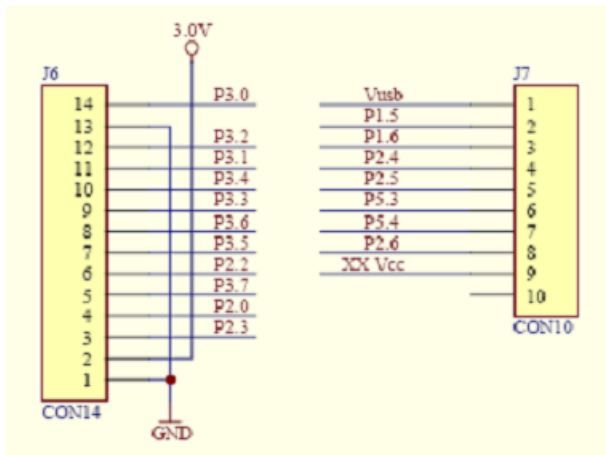 3.0V
J6
14 P3.0
13
12 P3.2
11 P3.1
10 P3.4
9 P3.3
8 P3.6
7 P3.5
6 P2.2
5 P3.7
4 P2.0
3 P2.3
2
1
CON14
GND
J7
Vusb 1
P1.5 2
P1.6 3
P2.4 4
P2.5 5
P5.3 6
P5.4 7
P2.6 8
XX Vcc 9
10
CON10